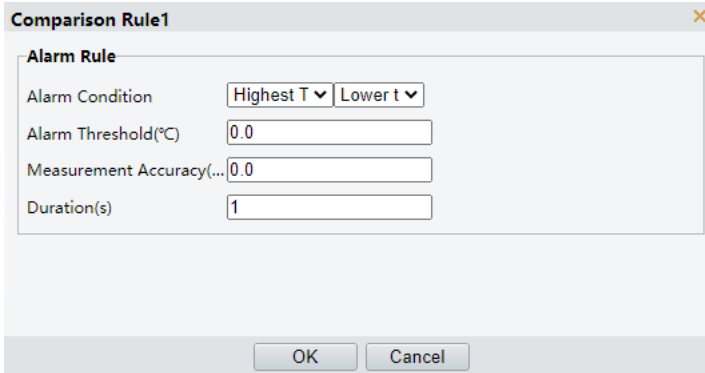 Comparison Rule1
Alarm Rule
Alarm Condition Highest T Lower t
Alarm Threshold(℃) 0.0
Measurement Accuracy(... 0.0
Duration(s) 1
OK Cancel